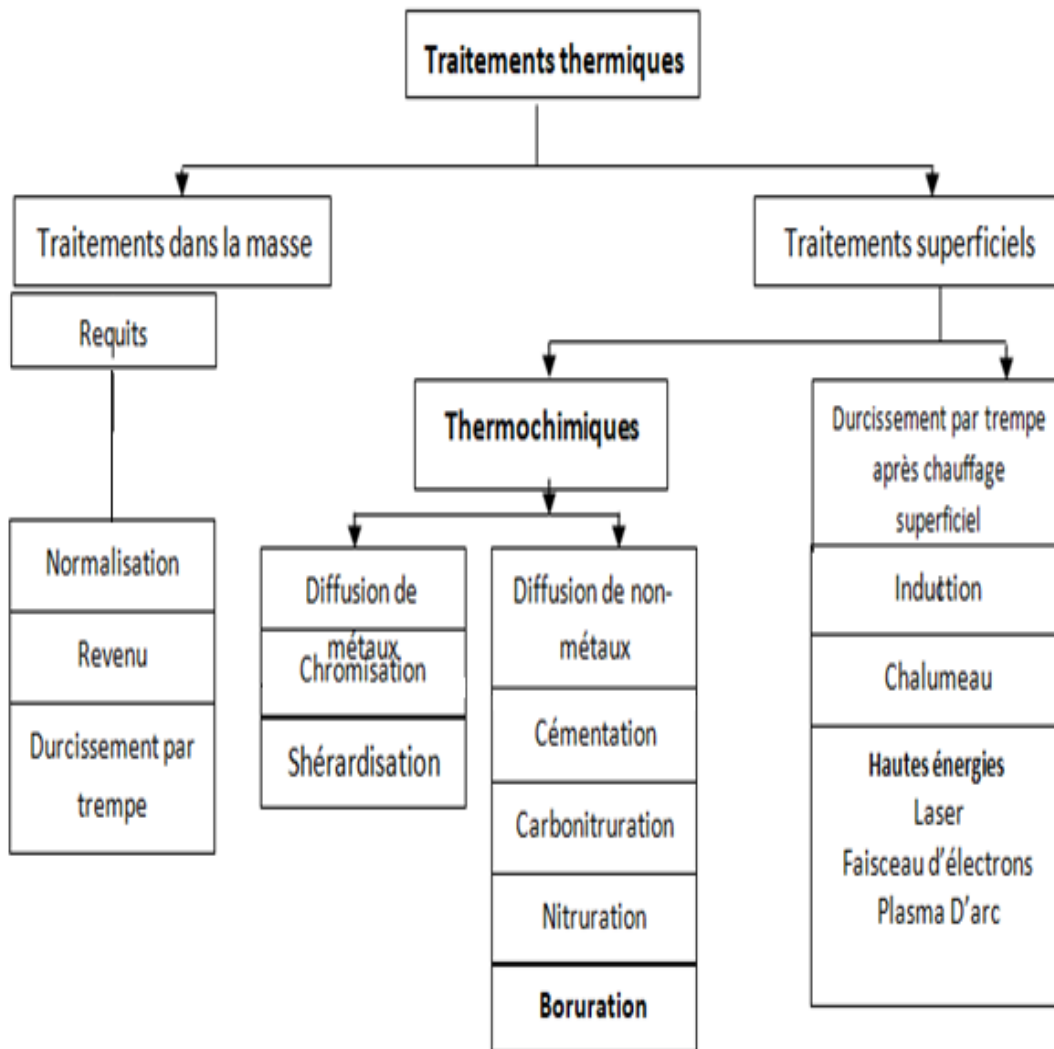 Traitements thermiques
Traitements dans la masse
Traitements superficiels
Requits
Thermochimiques
Durcissement par trempe
après chauffage
superficiel
Normalisation
Revenu
Durcissement par
trempe
Diffusion de
métaux
Chromisation
Shérardisation
Diffusion de non-
métaux
Cémentation
Carbonitruration
Nitruration
Boruration
Induction
Chalumeau
Hautes énergies
Laser
Faisceau d'électrons
Plasma D'arc